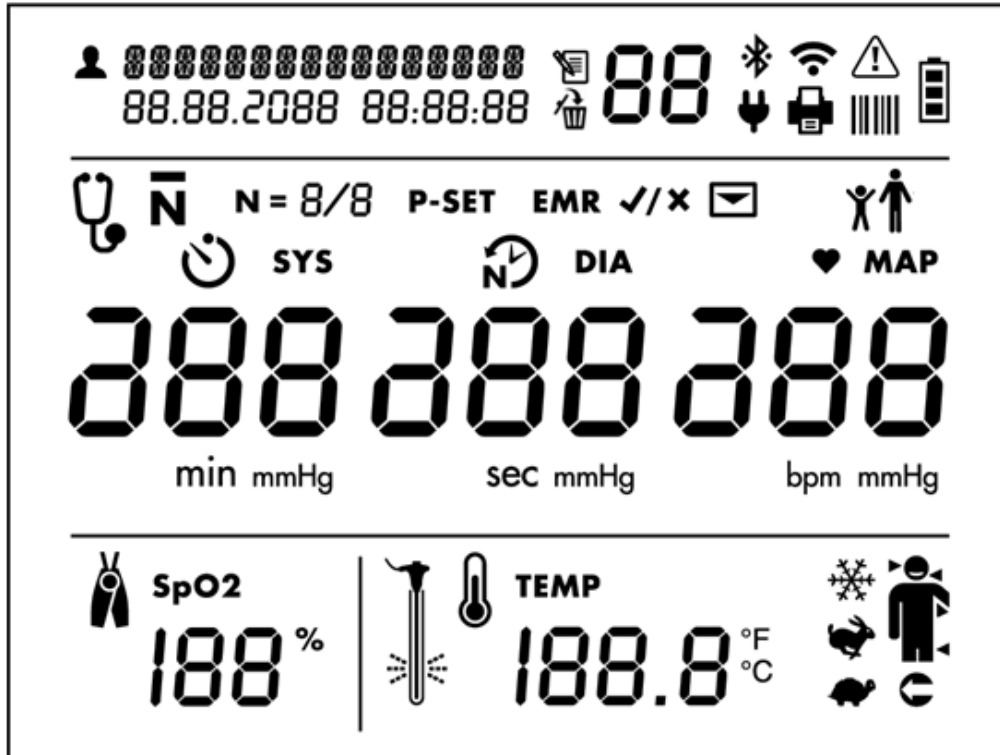 88
88.88.2088 88:88:88
N N = 8/8 P-SET EMR ✓/×
SYS N DIA ♥ MAP
288 288 288
min mmHg sec mmHg bpm mmHg
SpO2 TEMP
188 % 188.8 °F
°C